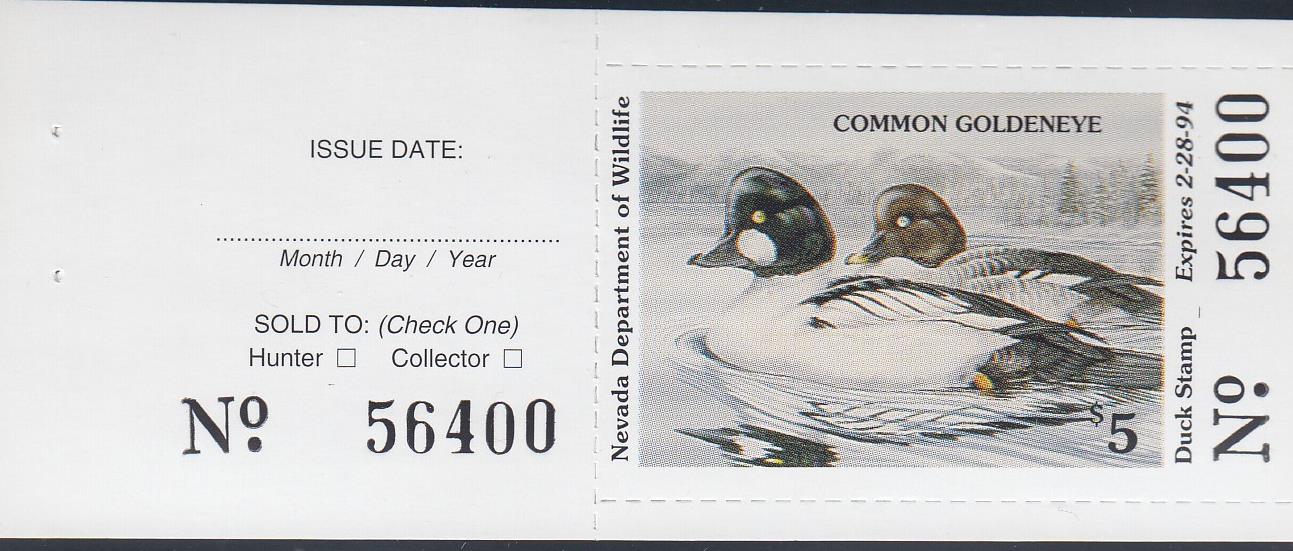 ISSUE DATE:
Month / Day / Year
SOLD TO: (Check One)
Hunter □ Collector □
Nº 56400
Nevada Department of Wildlife
COMMON GOLDENEYE
$5
Duck Stamp _ Expires 2-28-94
Nº 56400